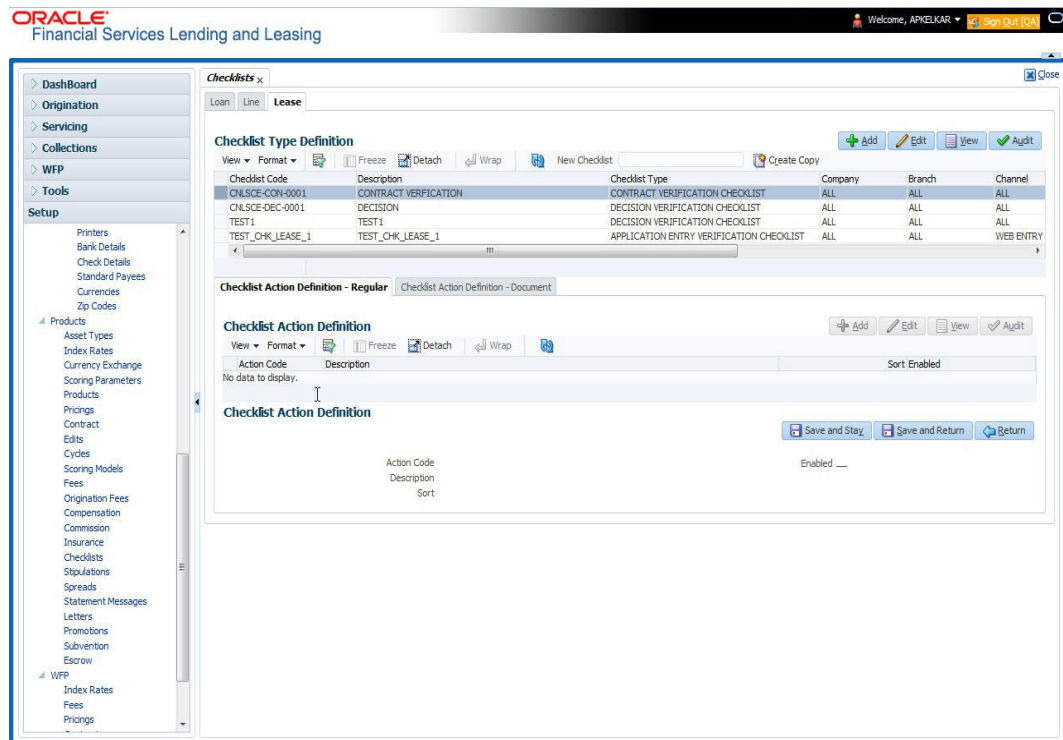 ORACLE
Financial Services Lending and Leasing
Welcome, APKELKAR
Sign Out [QA]
DashBoard
Origination
Servicing
Collections
WFP
Tools
Setup
Printers
Bank Details
Check Details
Standard Payees
Currencies
Zip Codes
Products
Asset Types
Index Rates
Currency Exchange
Scoring Parameters
Products
Pricings
Contract
Edits
Cycles
Scoring Models
Fees
Origination Fees
Compensation
Commission
Insurance
Checklists
Stipulations
Spreads
Statement Messages
Letters
Promotions
Subvention
Escrow
WFP
Index Rates
Fees
Pricings
Checklists
Close
Loan Line Lease
Checklist Type Definition
Add Edit View Audit
View Format Freeze Detach Wrap New Checklist Create Copy
Checklist Code Description Checklist Type Company Branch Channel
CNLSCE-CON-0001 CONTRACT VERFICATION CONTRACT VERIFICATION CHECKLIST ALL ALL ALL
CNLSCE-DEC-0001 DECISION DECISION VERIFICATION CHECKLIST ALL ALL ALL
TEST1 TEST1 DECISION VERIFICATION CHECKLIST ALL ALL ALL
TEST_CHK_LEASE_1 TEST_CHK_LEASE_1 APPLICATION ENTRY VERIFICATION CHECKLIST ALL ALL WEB ENTRY
Checklist Action Definition - Regular Checklist Action Definition - Document
Checklist Action Definition
Add Edit View Audit
View Format Freeze Detach Wrap
Action Code Description Sort Enabled
No data to display.
Checklist Action Definition
Save and Stay Save and Return Return
Action Code
Enabled
Description
Sort